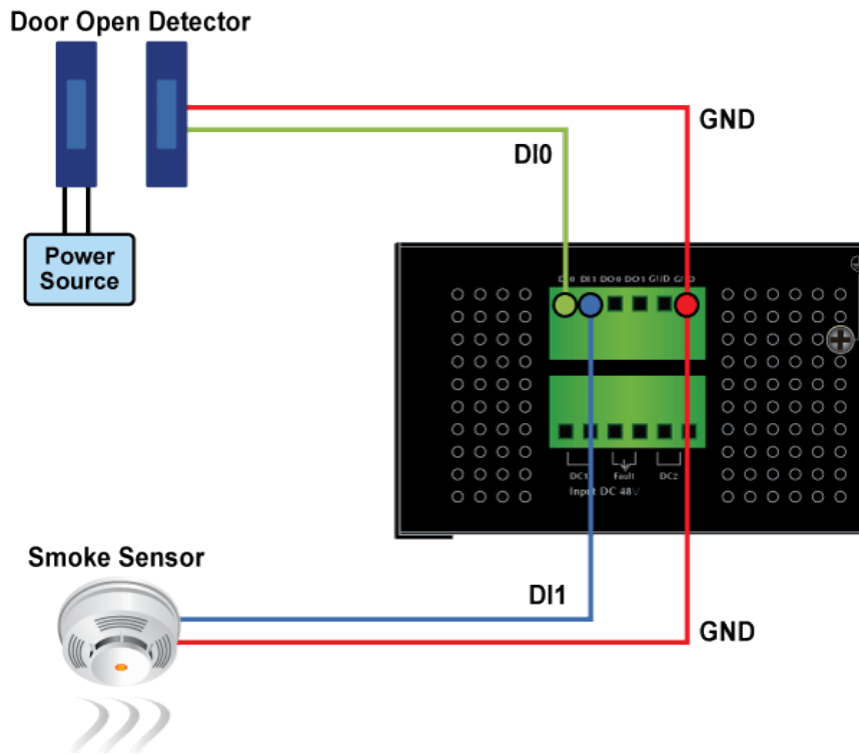 Door Open Detector
GND
DI0
Power
Source
DI0 DI1 DO0 DO1 GND GND
DC1 Fault DC2
Input DC 48V
Smoke Sensor
DI1
GND